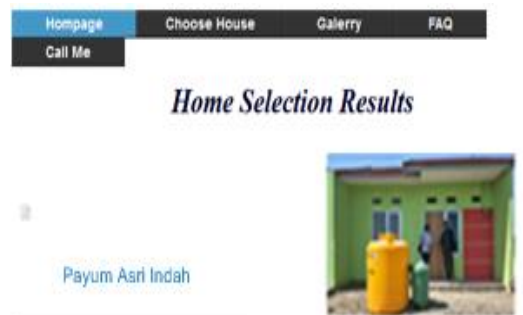 Hompage Choose House Galerry FAQ
Call Me
Home Selection Results
Payum Asri Indah